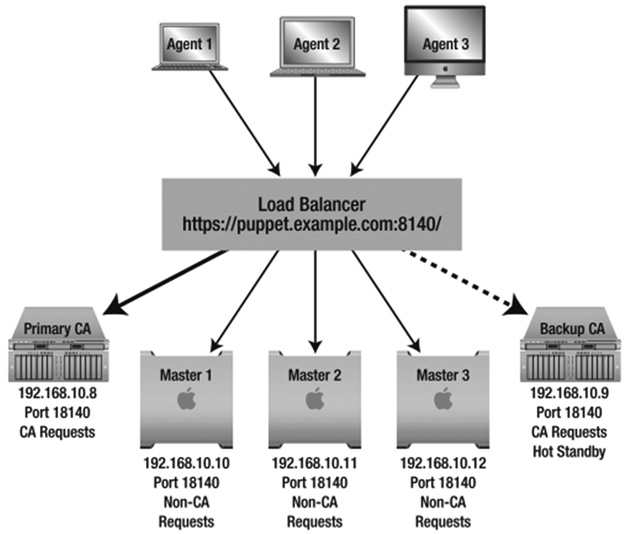 Agent 1
Agent 2
Agent 3
Load Balancer
https://puppet.example.com:8140/
Primary CA
192.168.10.8
Port 18140
CA Requests
Master 1
192.168.10.10
Port 18140
Non-CA
Requests
Master 2
192.168.10.11
Port 18140
Non-CA
Requests
Master 3
192.168.10.12
Port 18140
Non-CA
Requests
Backup CA
192.168.10.9
Port 18140
CA Requests
Hot Standby